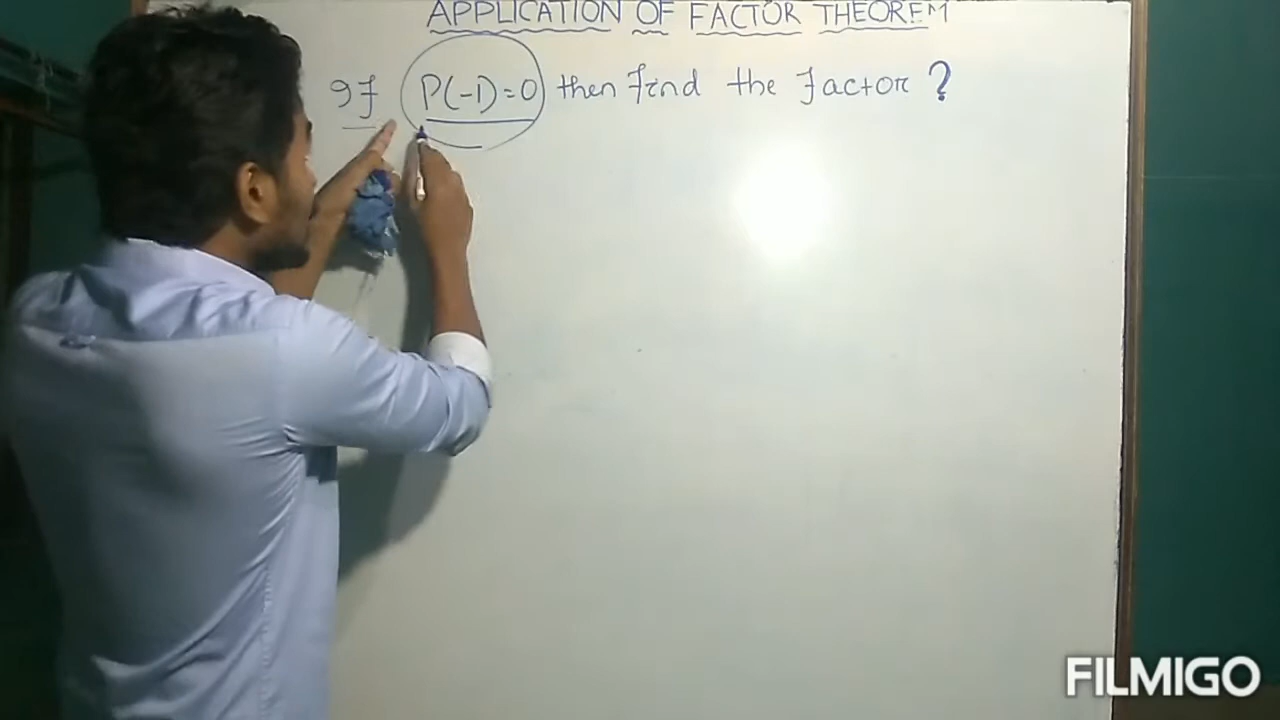 APPLICATION OF FACTOR THEOREM
If P(-1)=0 then find the factor ?
FILMIGO